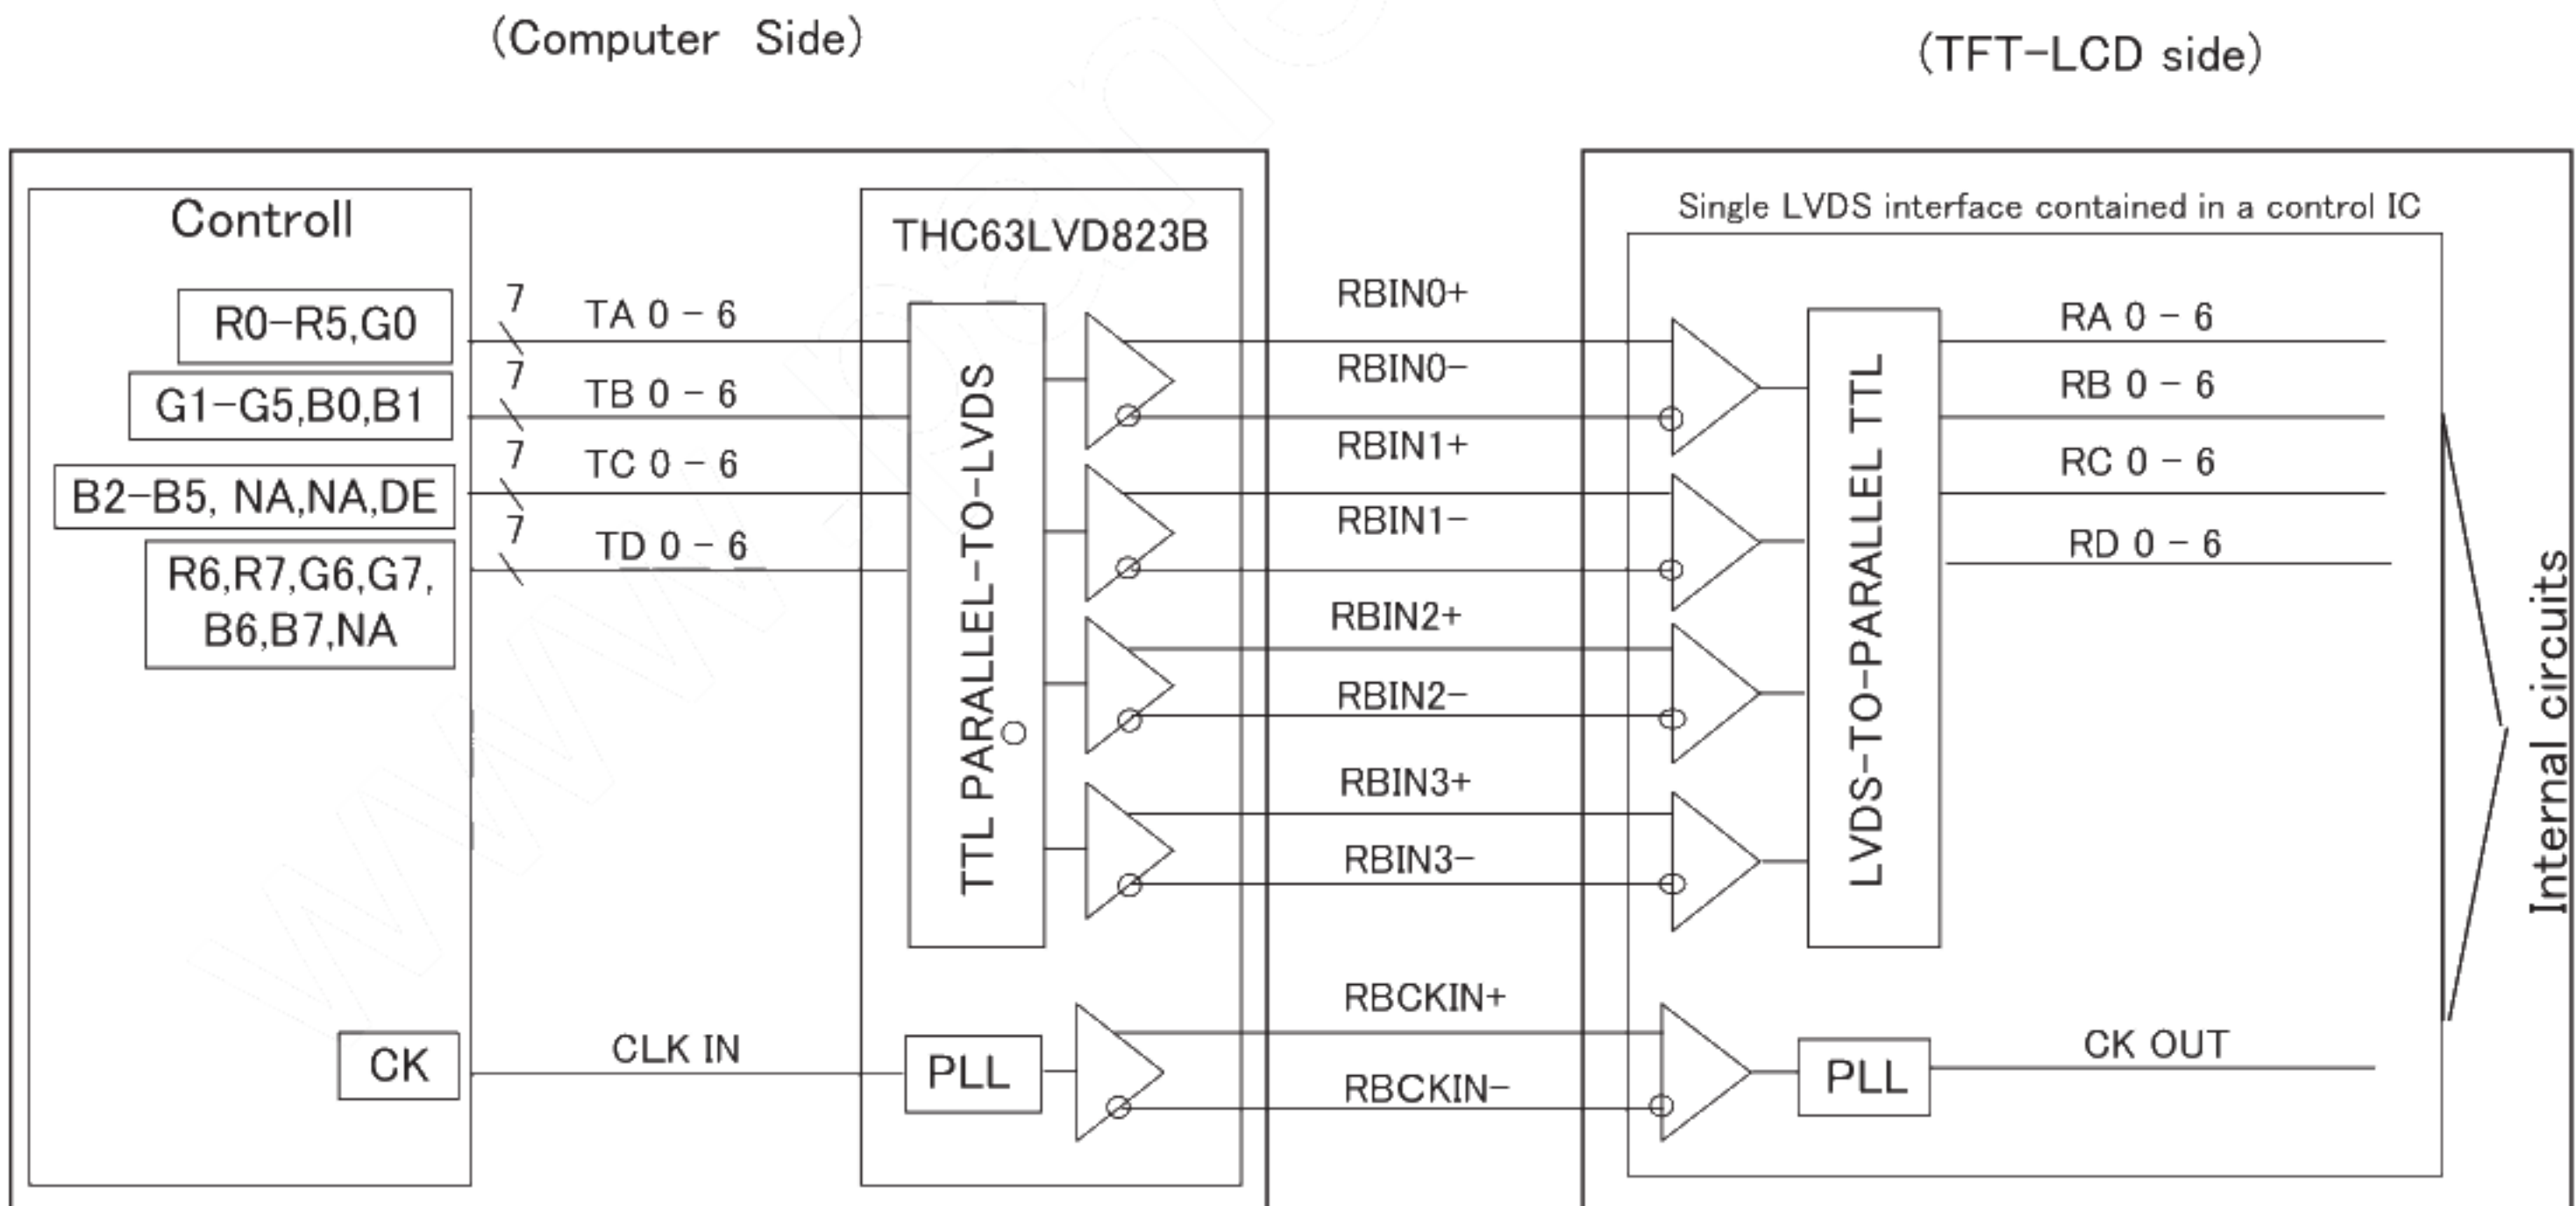 (Computer Side)
(TFT-LCD side)
Controll
THC63LVD823B
Single LVDS interface contained in a control IC
R0-R5,G0
7
TA 0 - 6
RBIN0+
RA 0 - 6
G1-G5,B0,B1
7
TB 0 - 6
RBIN0-
RB 0 - 6
B2-B5, NA,NA,DE
7
TC 0 - 6
RBIN1+
RC 0 - 6
R6,R7,G6,G7,
B6,B7,NA
7
TD 0 - 6
RBIN1-
RD 0 - 6
TTL PARALLEL-TO-LVDS
LVDS-TO-PARALLEL TTL
RBIN2+
RBIN2-
RBIN3+
RBIN3-
Internal circuits
CK
CLK IN
PLL
RBCKIN+
RBCKIN-
PLL
CK OUT